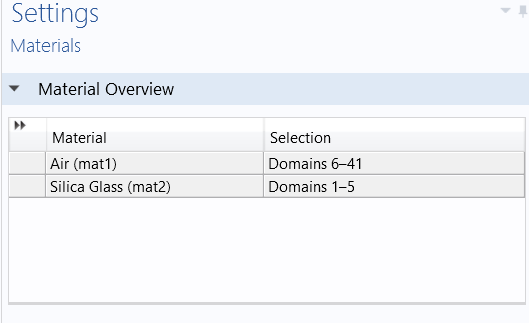 Settings
Materials
Material Overview
Material Selection
Air (mat1) Domains 6–41
Silica Glass (mat2) Domains 1–5